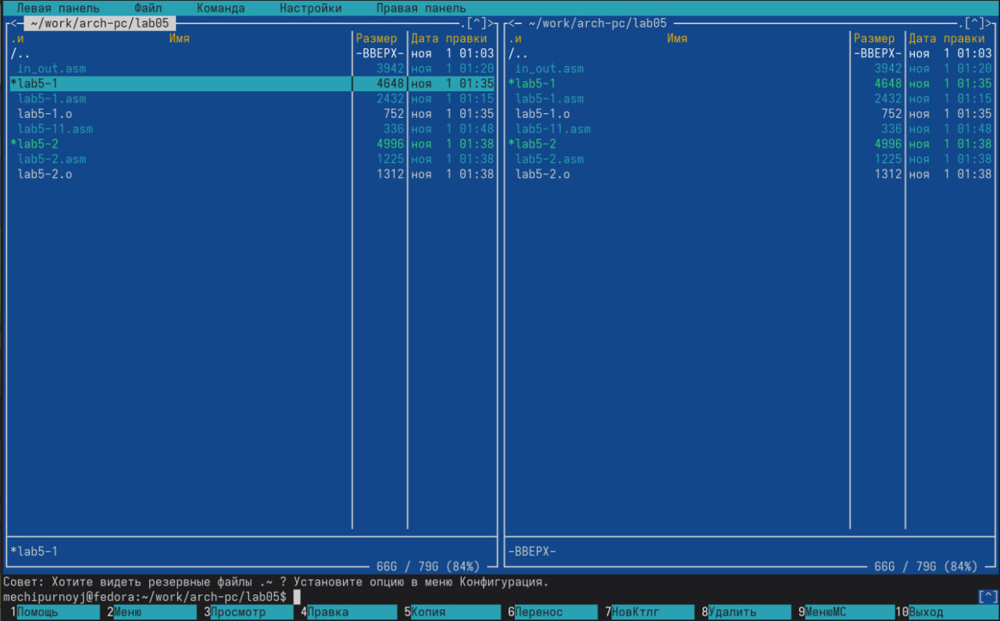 Левая панель Файл Команда Настройки Правая панель
<- ~/work/arch-pc/lab05 .[^]> <- ~/work/arch-pc/lab05 .[^]>
.и Имя Размер Дата правки .и Имя Размер Дата правки
/.. -ВВЕРХ- ноя 1 01:03 /.. -ВВЕРХ- ноя 1 01:03
in_out.asm 3942 ноя 1 01:20 in_out.asm 3942 ноя 1 01:20
*lab5-1 4648 ноя 1 01:35 *lab5-1 4648 ноя 1 01:35
lab5-1.asm 2432 ноя 1 01:15 lab5-1.asm 2432 ноя 1 01:15
lab5-1.o 752 ноя 1 01:35 lab5-1.o 752 ноя 1 01:35
lab5-11.asm 336 ноя 1 01:48 lab5-11.asm 336 ноя 1 01:48
*lab5-2 4996 ноя 1 01:38 *lab5-2 4996 ноя 1 01:38
lab5-2.asm 1225 ноя 1 01:38 lab5-2.asm 1225 ноя 1 01:38
lab5-2.o 1312 ноя 1 01:38 lab5-2.o 1312 ноя 1 01:38
*lab5-1 -ВВЕРХ-
66G / 79G (84%) 66G / 79G (84%)
Совет: Хотите видеть резервные файлы .~ ? Установите опцию в меню Конфигурация.
mechipurnoyj@fedora:~/work/arch-pc/lab05$ [^]
1Помощь 2Меню 3Просмотр 4Правка 5Копия 6Перенос 7НовКтлг 8Удалить 9МенюMC 10Выход